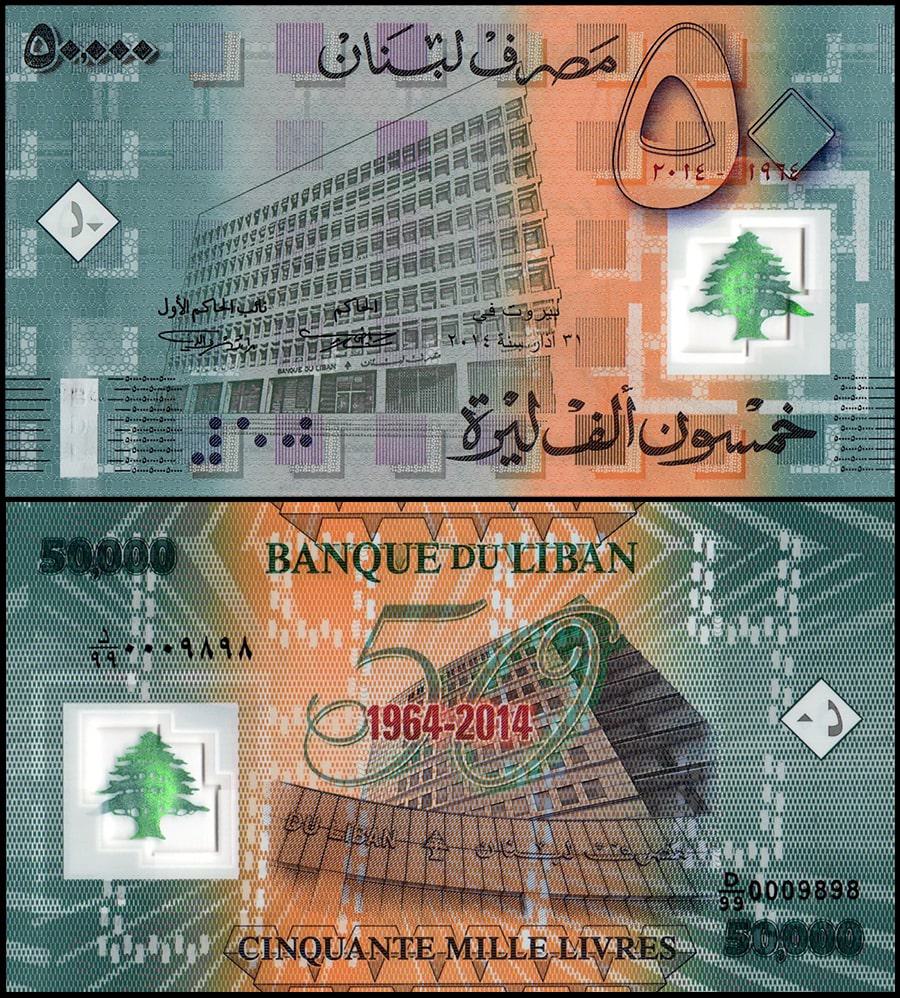 ٥٠,٠٠٠
مصرف لبنان
٥٠
١٩٦٤ - ٢٠١٤
نائب الحاكم الأول
الحاكم
بيروت في
٣١ آذار سنة ٢٠١٤
BANQUE DU LIBAN مصرف لبنان
خمسون ألف ليرة
50,000
BANQUE DU LIBAN
د/٩٩ ٠٠٠٩٨٩٨
50
1964-2014
DU LIBAN مصرف لبنان
D/99 0009898
50,000
CINQUANTE MILLE LIVRES